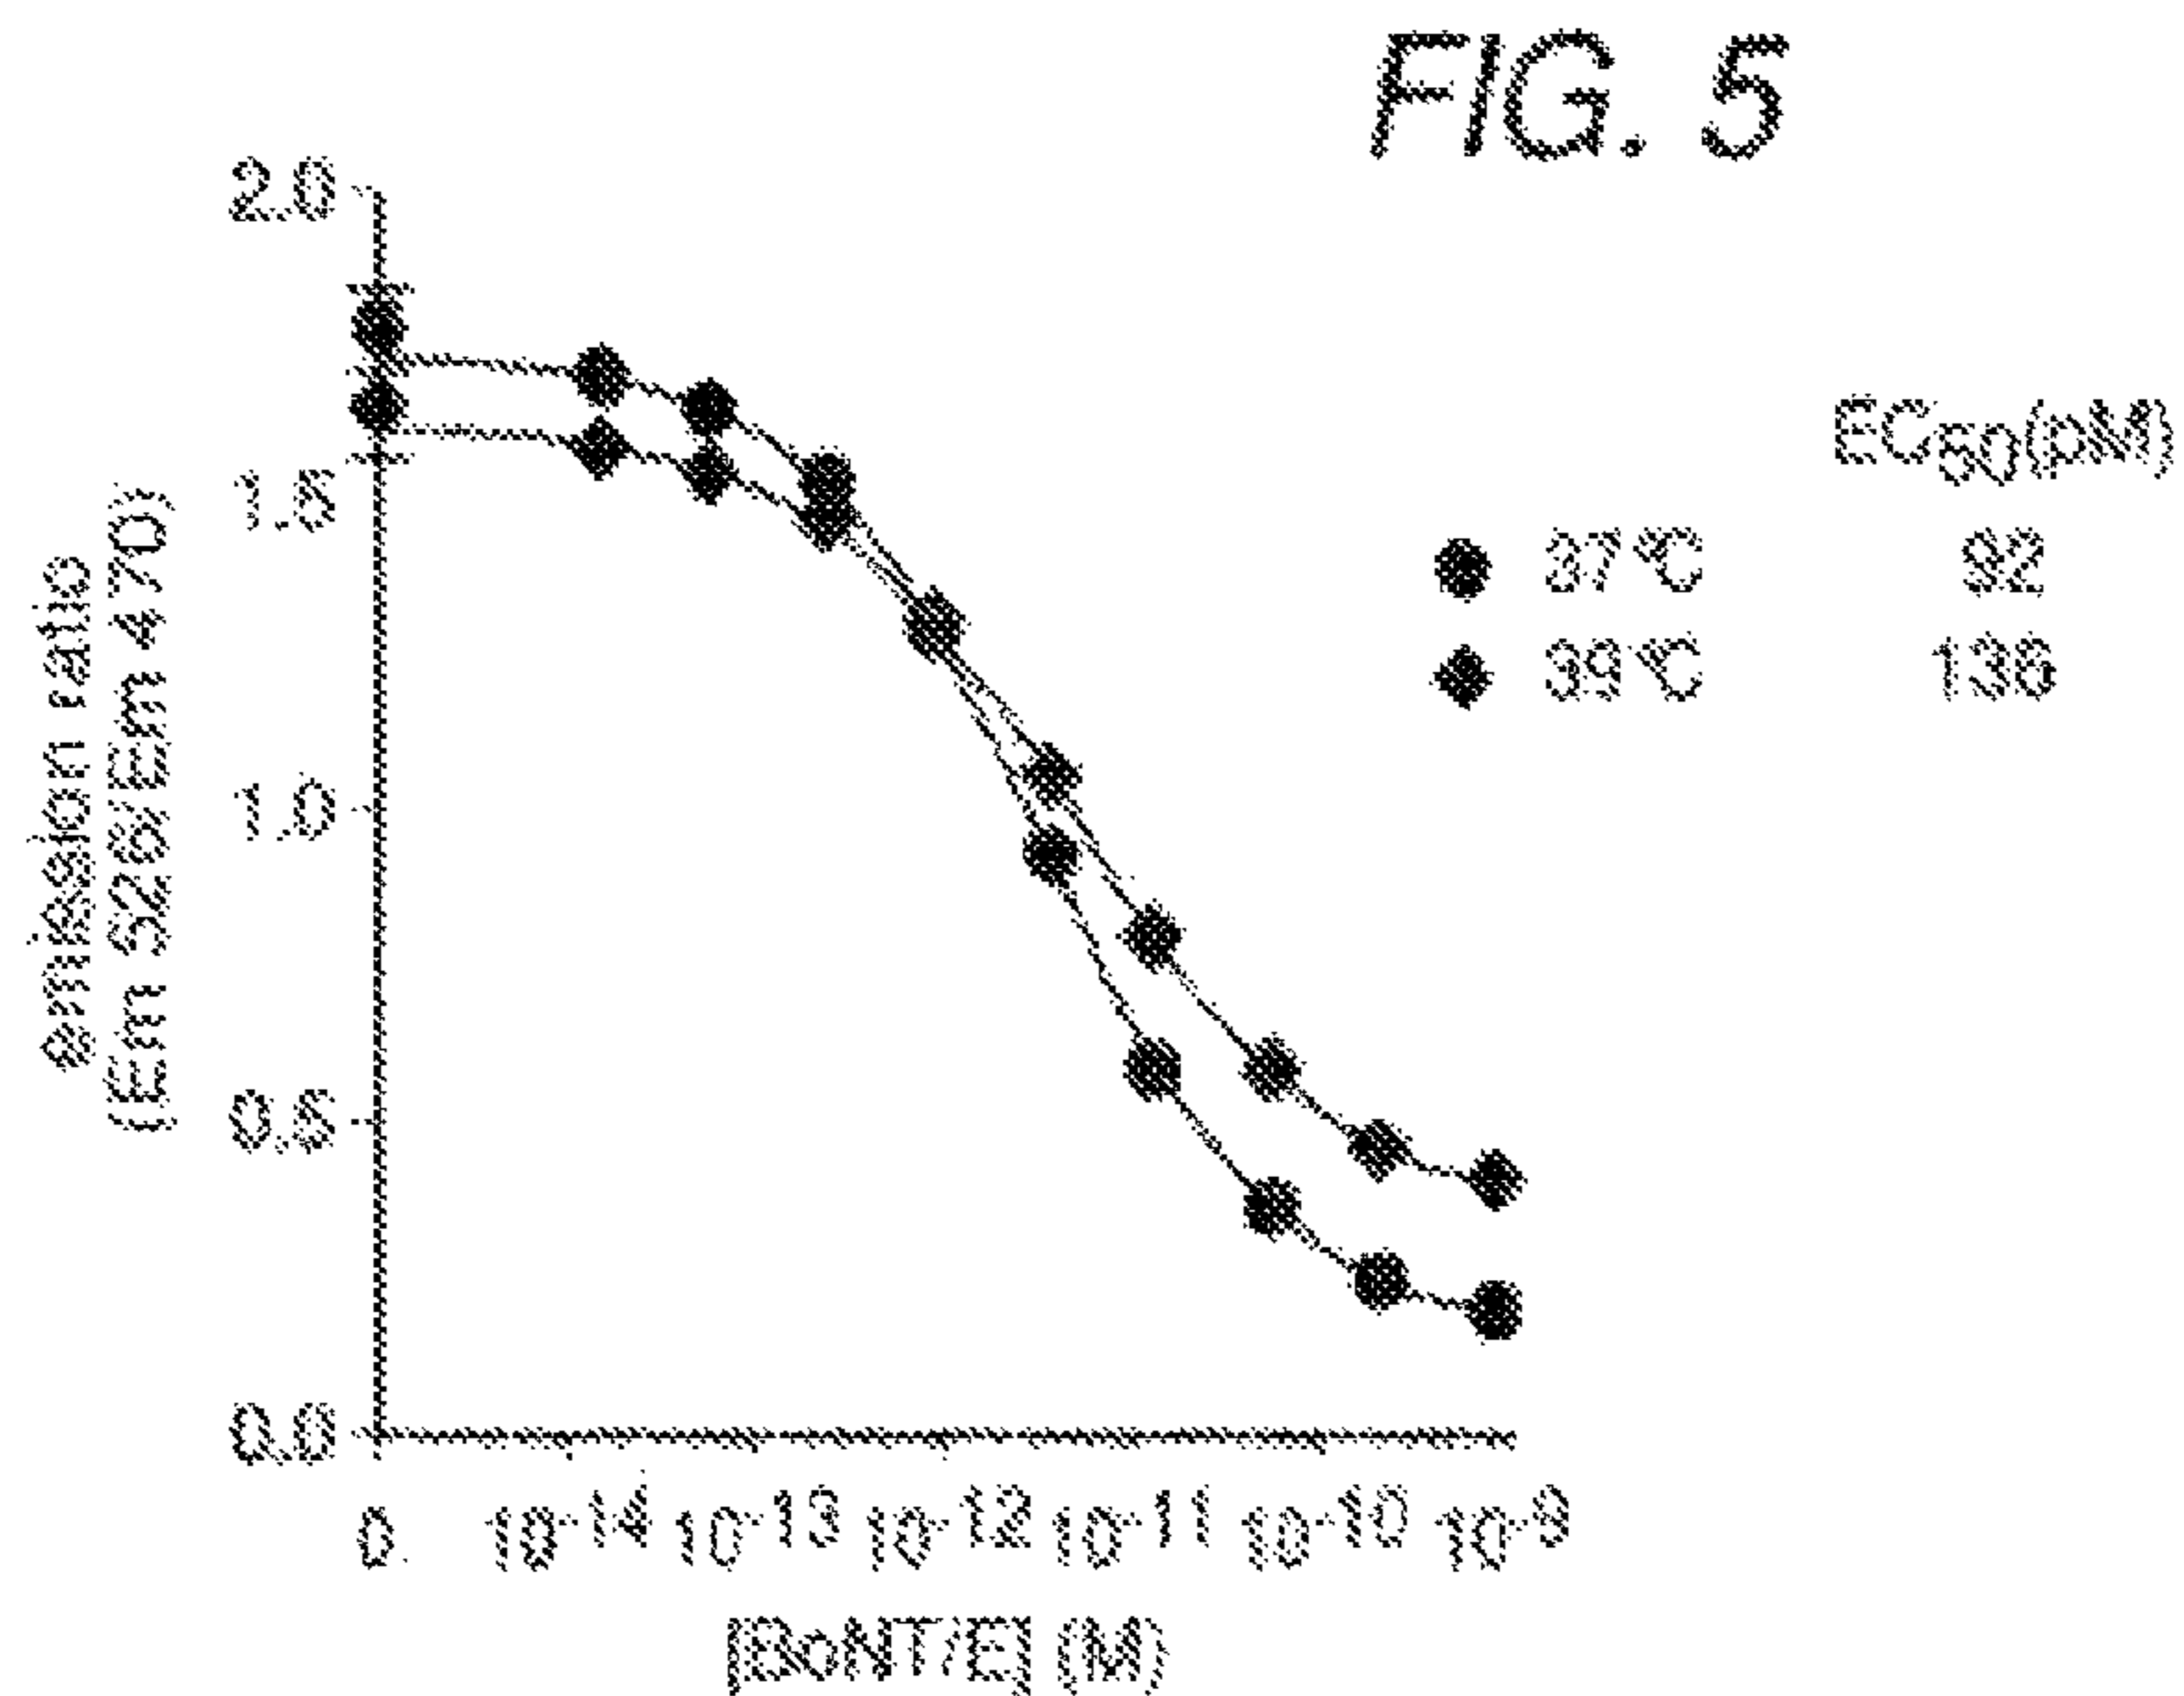 FIG. 5
2.0
1.5
1.0
0.5
0.0
emission ratio
(Em 526/Em 470)
EC50(pM)
37℃ 92
39℃
0 10-14 10-13 10-12 10-11 10-10 10-9
[BoNT/E] (M)